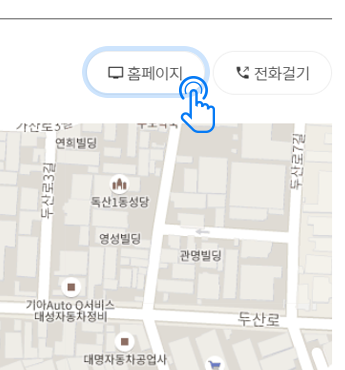 홈페이지
전화걸기
가산로3길
연희빌딩
두산로3길
두산로7길
독산1동성당
영성빌딩
관명빌딩
기아Auto Q서비스
대성자동차정비
두산로
대명자동차공업사